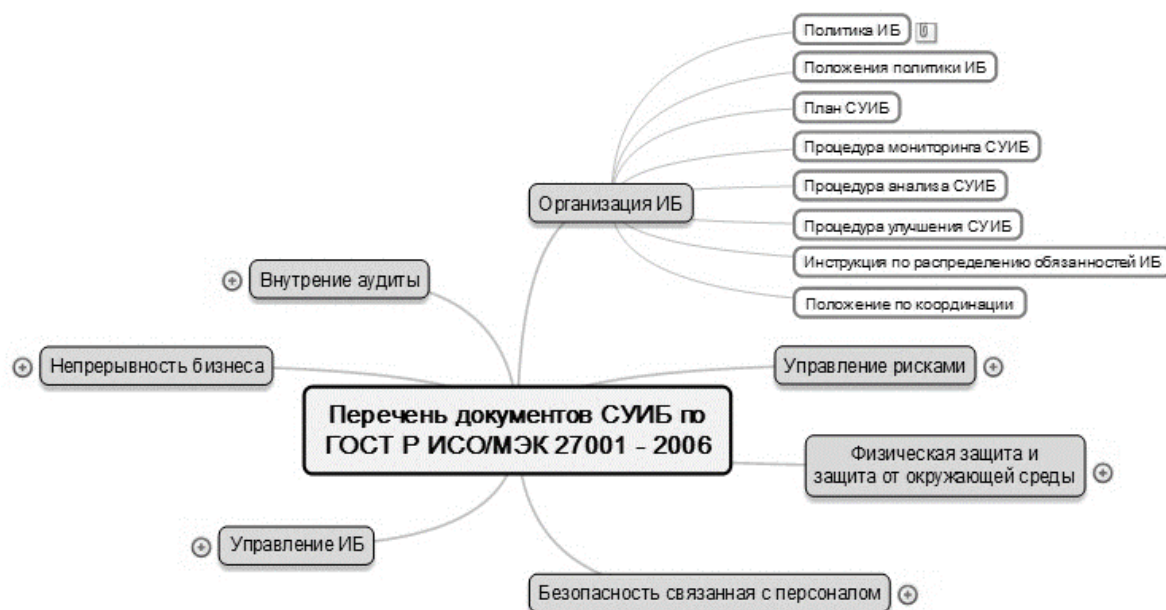 Политика ИБ
Положения политики ИБ
План СУИБ
Процедура мониторинга СУИБ
Процедура анализа СУИБ
Организация ИБ
Процедура улучшения СУИБ
Инструкция по распределению обязанностей ИБ
Внутрение аудиты
Положение по координации
Непрерывность бизнеса
Управление рисками
Перечень документов СУИБ по
ГОСТ Р ИСО/МЭК 27001 - 2006
Физическая защита и
защита от окружающей среды
Управление ИБ
Безопасность связанная с персоналом